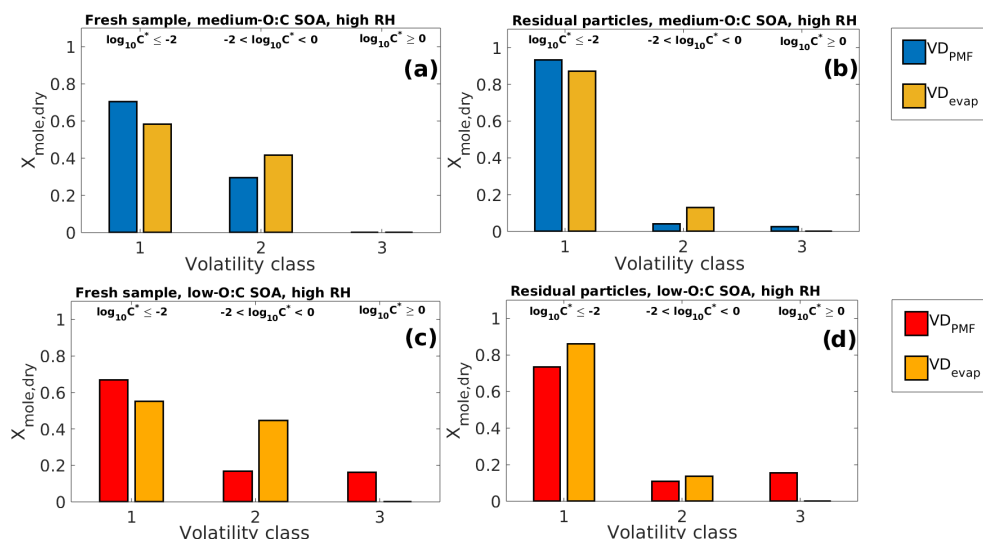 Fresh sample, medium-O:C SOA, high RH
log10C* ≤ -2 -2 < log10C* < 0 log10C* ≥ 0
(a)
1
0.8
0.6
0.4
0.2
0
Xmole,dry
1 2 3
Volatility class
Residual particles, medium-O:C SOA, high RH
log10C* ≤ -2 -2 < log10C* < 0 log10C* ≥ 0
(b)
1
0.8
0.6
0.4
0.2
0
Xmole,dry
1 2 3
Volatility class
VDPMF
VDevap
Fresh sample, low-O:C SOA, high RH
log10C* ≤ -2 -2 < log10C* < 0 log10C* ≥ 0
(c)
1
0.8
0.6
0.4
0.2
0
Xmole,dry
1 2 3
Volatility class
Residual particles, low-O:C SOA, high RH
log10C* ≤ -2 -2 < log10C* < 0 log10C* ≥ 0
(d)
1
0.8
0.6
0.4
0.2
0
Xmole,dry
1 2 3
Volatility class
VDPMF
VDevap